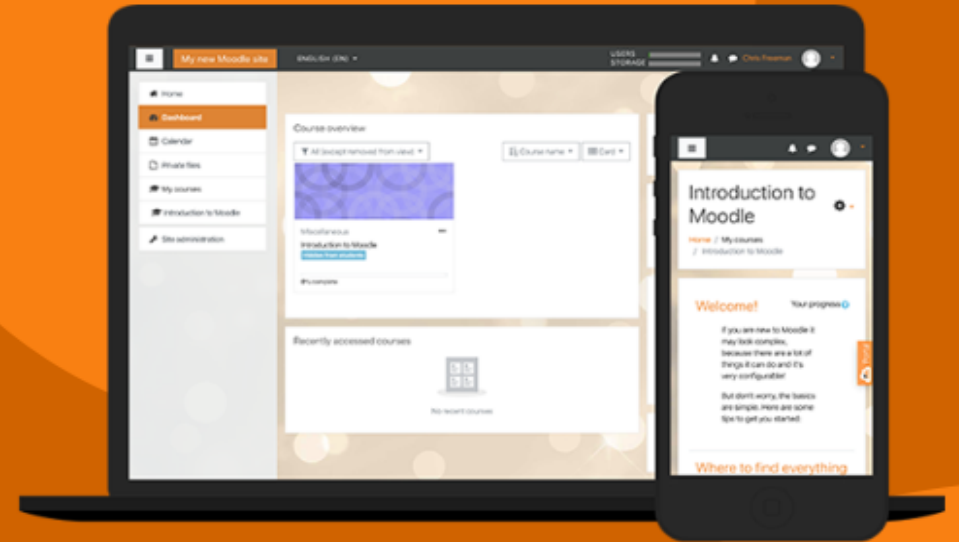 My new Moodle site
ENGLISH (EN)
USERS
STORAGE
Chris Freeman
Home
Dashboard
Calendar
Private files
My courses
Introduction to Moodle
Site administration
Course overview
All (except removed from view)
Course name
Card
Miscellaneous
Introduction to Moodle
Hidden from students
0% complete
Recently accessed courses
No recent courses
Introduction to
Moodle
Home / My courses
/ Introduction to Moodle
Welcome!
Your progress
If you are new to Moodle it
may look complex,
because there are a lot of
things it can do and it's
very configurable!
But don't worry, the basics
are simple. Here are some
tips to get you started.
Where to find everything